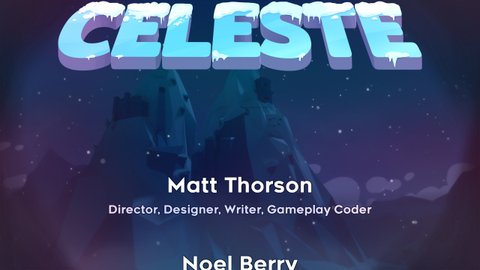 CELESTE
Matt Thorson
Director, Designer, Writer, Gameplay Coder
Noel Berry